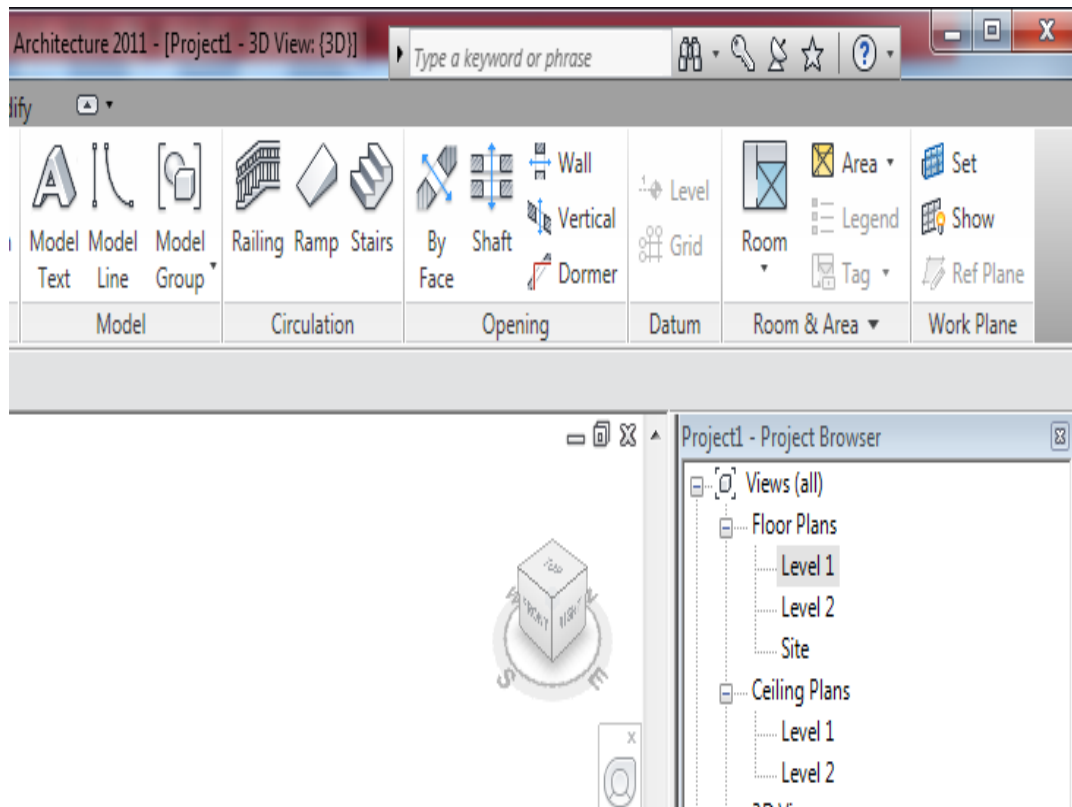 Architecture 2011 - [Project1 - 3D View: {3D}]
Type a keyword or phrase
?
X
dify
Model Text
Model Line
Model Group
Railing
Ramp
Stairs
By Face
Shaft
Wall
Vertical
Dormer
Level
Grid
Room
Area
Legend
Tag
Set
Show
Ref Plane
Model
Circulation
Opening
Datum
Room & Area
Work Plane
Project1 - Project Browser
Views (all)
Floor Plans
Level 1
Level 2
Site
Ceiling Plans
Level 1
Level 2
TOP
FRONT
RIGHT
W
N
S
E